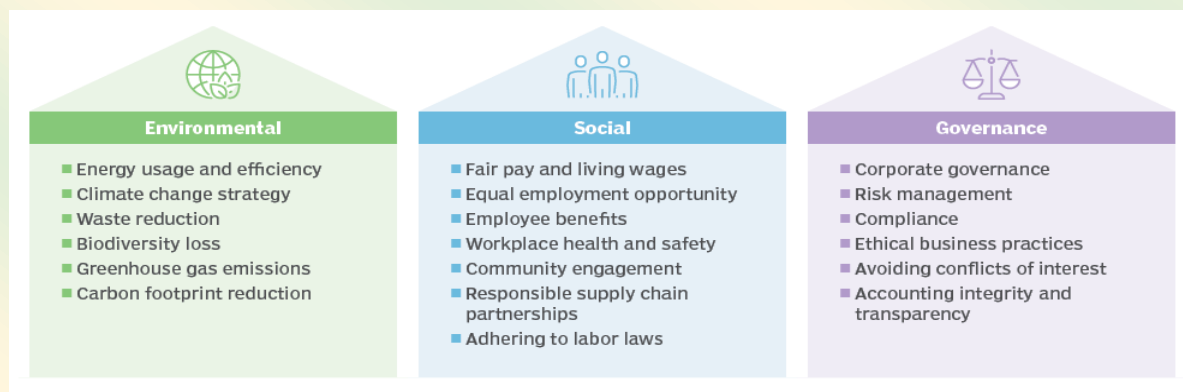 Environmental
Energy usage and efficiency
Climate change strategy
Waste reduction
Biodiversity loss
Greenhouse gas emissions
Carbon footprint reduction
Social
Fair pay and living wages
Equal employment opportunity
Employee benefits
Workplace health and safety
Community engagement
Responsible supply chain
partnerships
Adhering to labor laws
Governance
Corporate governance
Risk management
Compliance
Ethical business practices
Avoiding conflicts of interest
Accounting integrity and
transparency